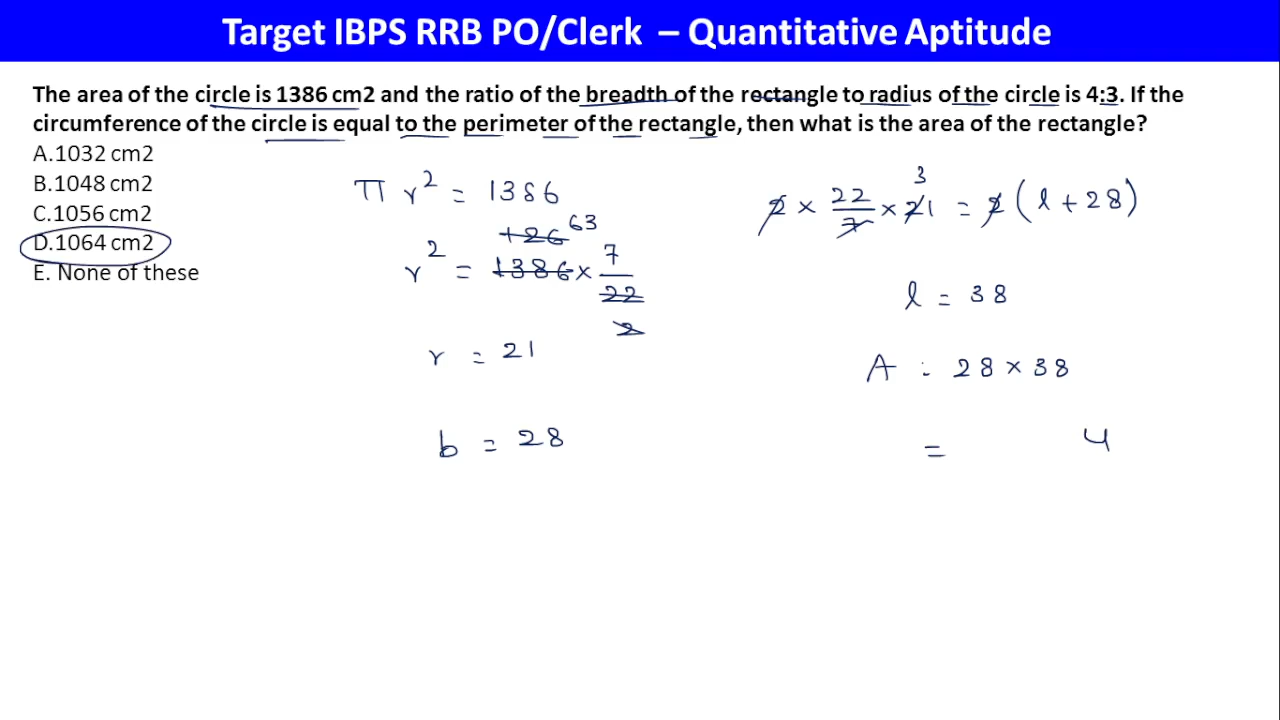 Target IBPS RRB PO/Clerk – Quantitative Aptitude
The area of the circle is 1386 cm2 and the ratio of the breadth of the rectangle to radius of the circle is 4:3. If the
circumference of the circle is equal to the perimeter of the rectangle, then what is the area of the rectangle?
A.1032 cm2
B.1048 cm2
C.1056 cm2
D.1064 cm2
E. None of these
π r² = 1386
126 63
r² = 1386 × 7/22
2
r = 21
b = 28
3
2 × 22/7 × 21 = 2 ( l + 28 )
l = 38
A = 28 × 38
= 4